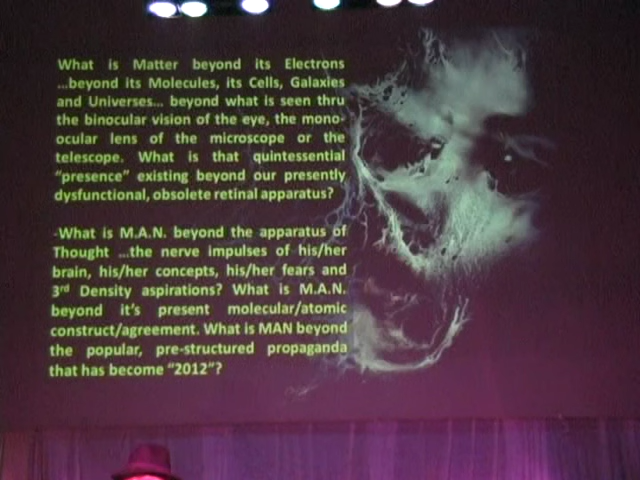 What is Matter beyond its Electrons
...beyond its Molecules, its Cells, Galaxies
and Universes... beyond what is seen thru
the binocular vision of the eye, the mono-
ocular lens of the microscope or the
telescope. What is that quintessential
"presence" existing beyond our presently
dysfunctional, obsolete retinal apparatus?
-What is M.A.N. beyond the apparatus of
Thought ...the nerve impulses of his/her
brain, his/her concepts, his/her fears and
3rd Density aspirations? What is M.A.N.
beyond it's present molecular/atomic
construct/agreement. What is MAN beyond
the popular, pre-structured propaganda
that has become "2012"?